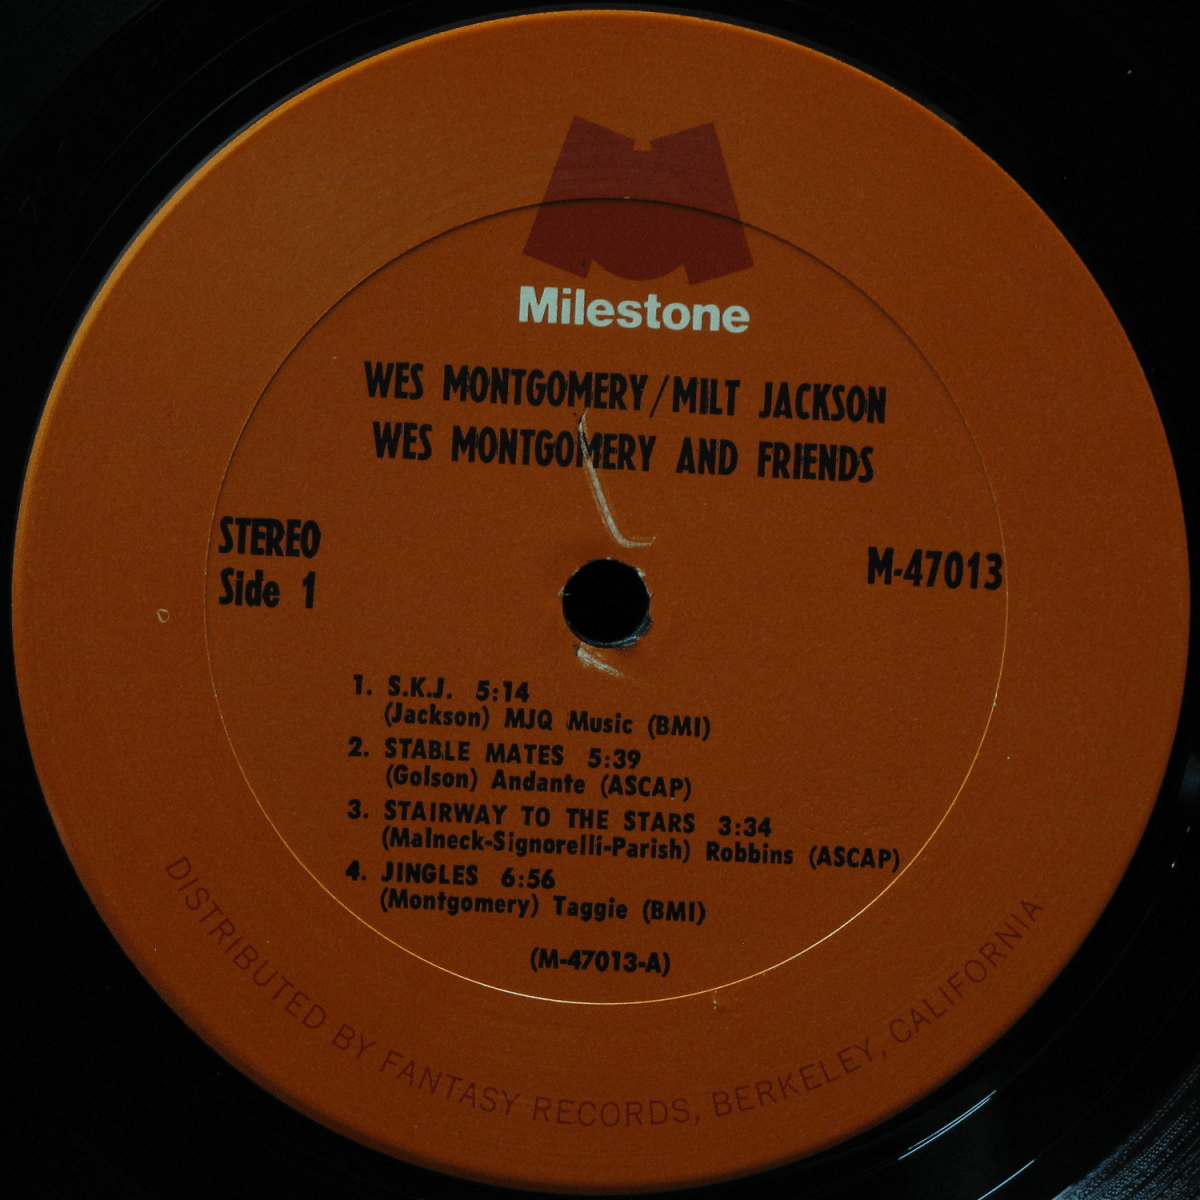 Milestone
WES MONTGOMERY/MILT JACKSON
WES MONTGOMERY AND FRIENDS
STEREO
Side 1
M-47013
1. S.K.J. 5:14
(Jackson) MJQ Music (BMI)
2. STABLE MATES 5:39
(Golson) Andante (ASCAP)
3. STAIRWAY TO THE STARS 3:34
(Malneck-Signorelli-Parish) Robbins (ASCAP)
4. JINGLES 6:56
(Montgomery) Taggie (BMI)
(M-47013-A)
DISTRIBUTED BY FANTASY RECORDS, BERKELEY, CALIFORNIA